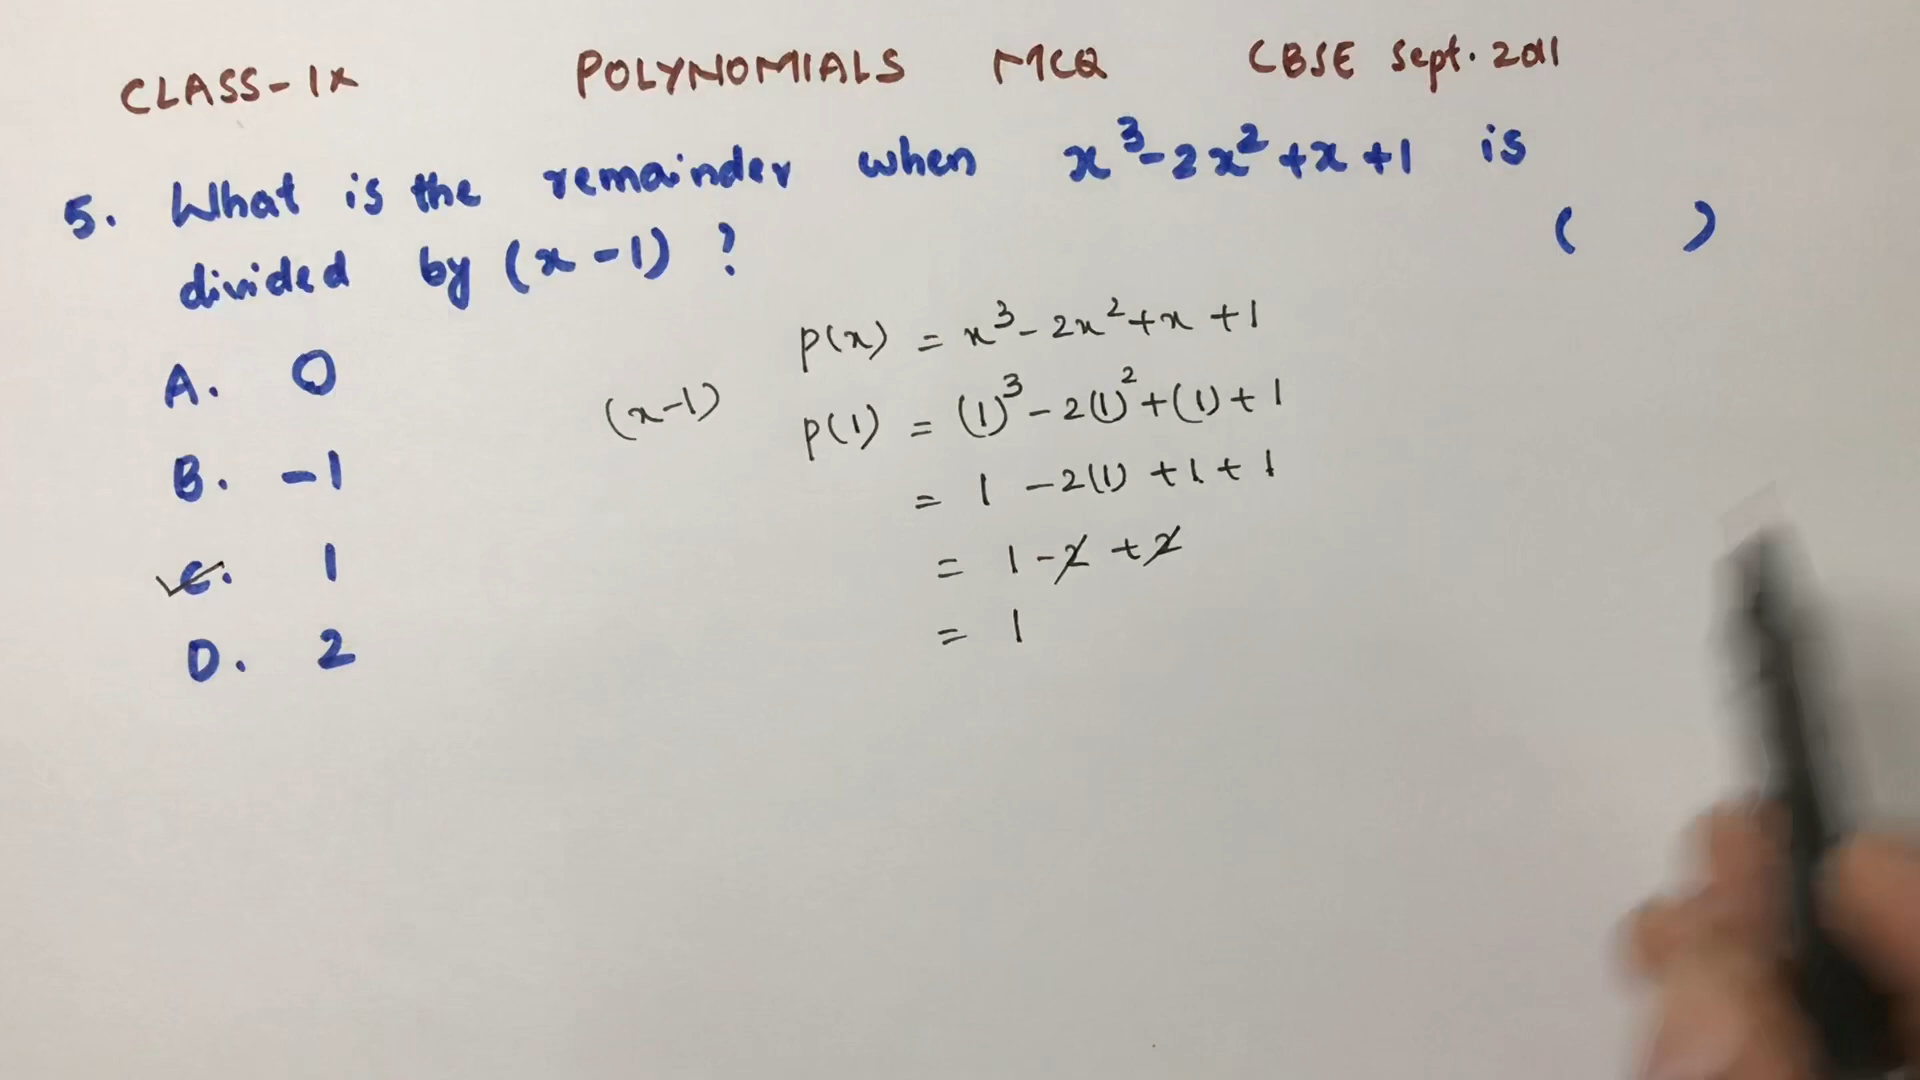 CLASS-IX POLYNOMIALS MCQ CBSE Sept. 2011
5. What is the remainder when x³-2x²+x+1 is
divided by (x-1) ? ( )
p(x) = x³-2x²+x+1
A. 0
(x-1) p(1) = (1)³-2(1)²+(1)+1
B. -1
= 1 -2(1) +1+1
C. 1
= 1-2+2
= 1
D. 2